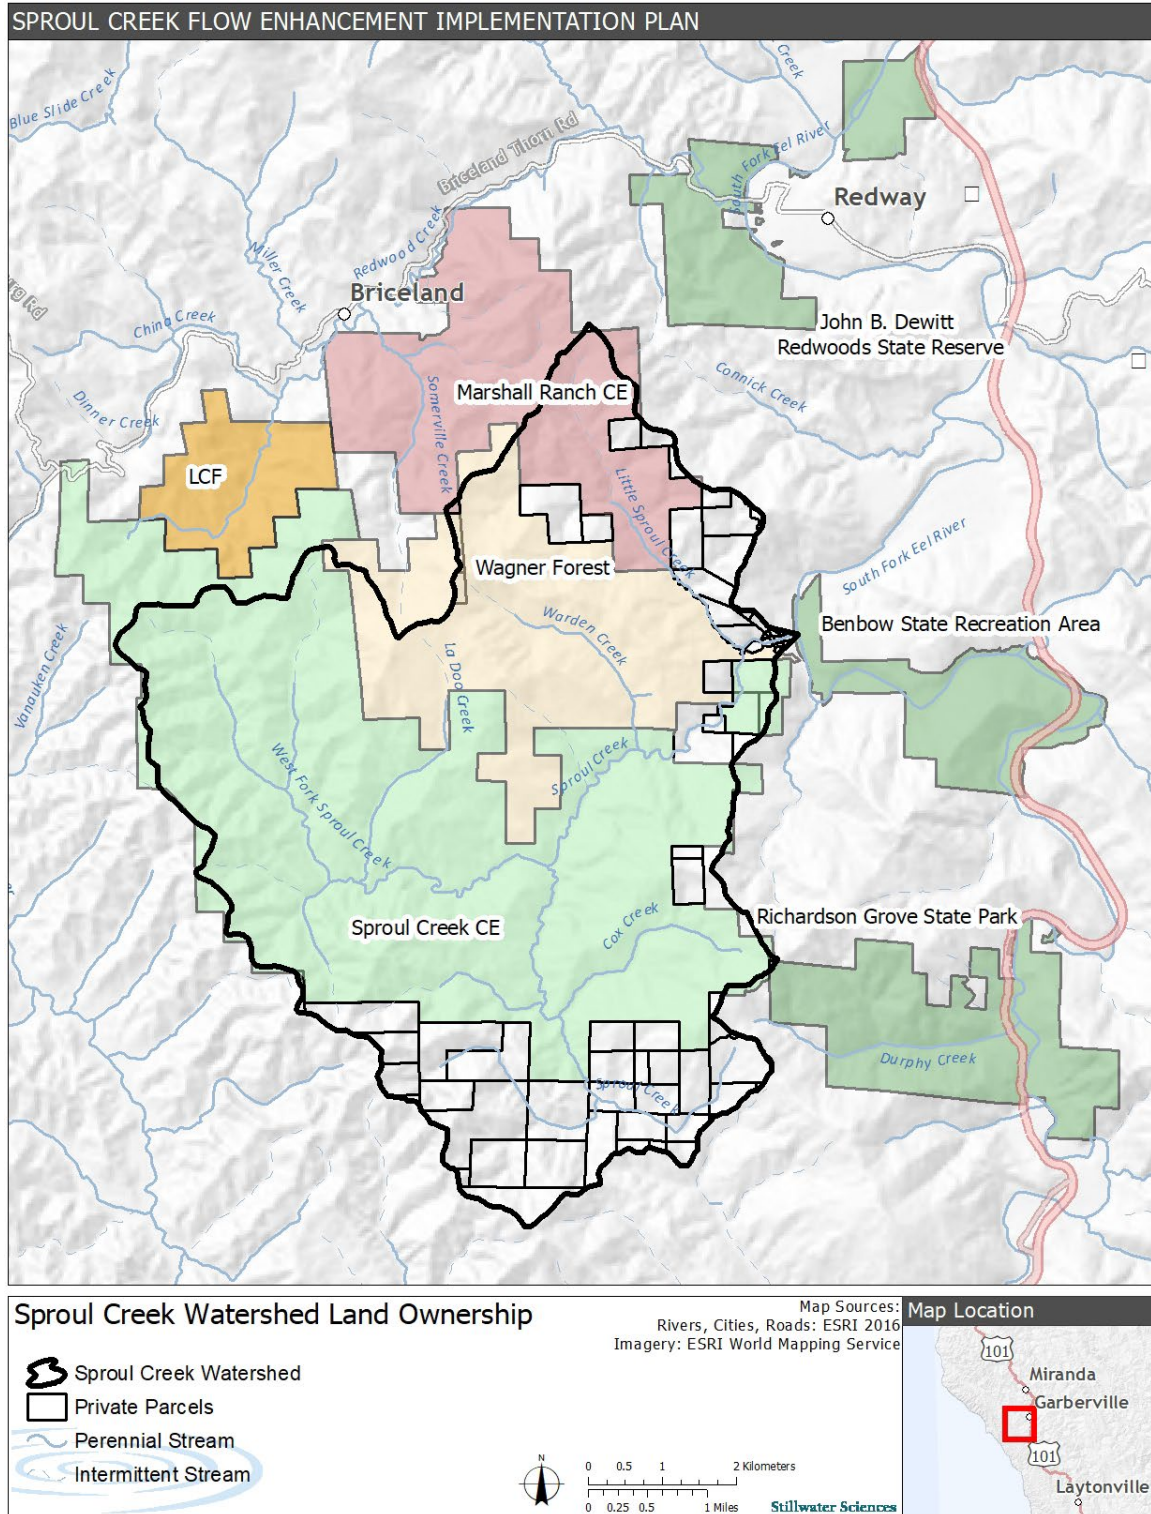 SPROUL CREEK FLOW ENHANCEMENT IMPLEMENTATION PLAN
Creek
Blue Slide Creek
Briceland Thorn Rd
South Fork Eel River
Redway
Redwood Creek
Miller Creek
Briceland
rg Rd
China Creek
John B. Dewitt
Redwoods State Reserve
Connick Creek
Marshall Ranch CE
Somerville Creek
Dinner Creek
LCF
Little Sproul Creek
South Fork Eel River
Wagner Forest
Warden Creek
Benbow State Recreation Area
Vanauken Creek
La Doo Creek
West Fork Sproul Creek
Sproul Creek
Cox Creek
Richardson Grove State Park
Sproul Creek CE
Durphy Creek
Sproul Creek
Sproul Creek Watershed Land Ownership
Map Sources:
Rivers, Cities, Roads: ESRI 2016
Imagery: ESRI World Mapping Service
Sproul Creek Watershed
Private Parcels
Perennial Stream
Intermittent Stream
N
0 0.5 1 2 Kilometers
0 0.25 0.5 1 Miles
Stillwater Sciences
Map Location
101
Miranda
Garberville
101
Laytonville